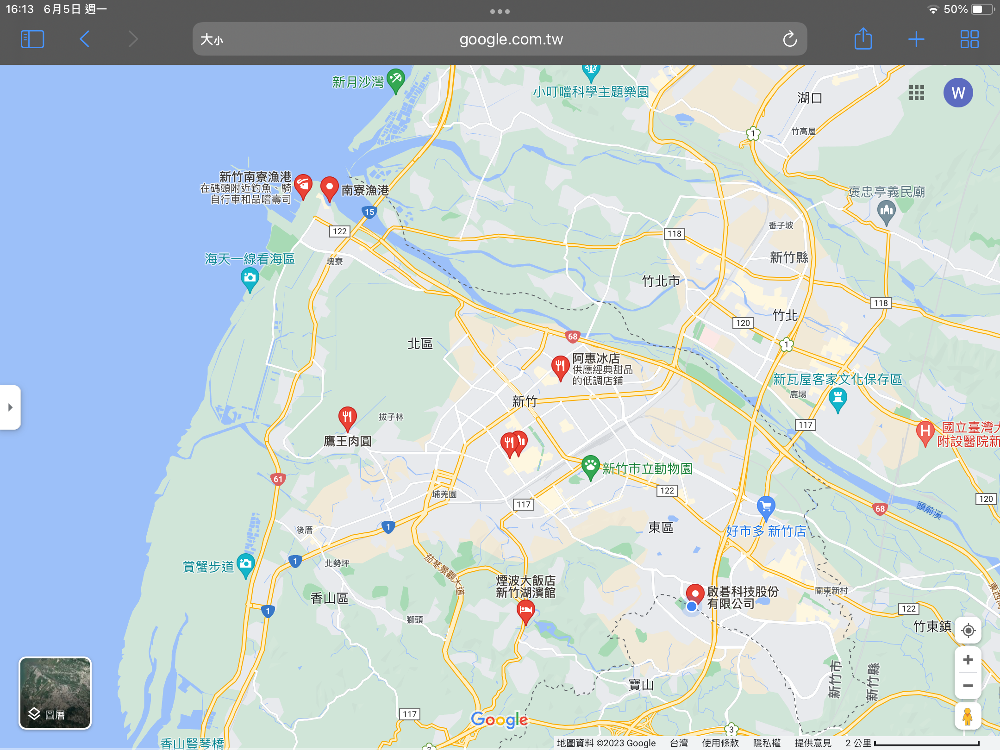 16:13 6月5日 週一
50%
大小
google.com.tw
新月沙灣
小叮噹科學主題樂園
湖口
W
1
竹高屋
新竹南寮漁港
在碼頭附近釣魚、騎
自行車和品嚐壽司
南寮漁港
褒忠亭義民廟
15
122
118
番子坡
海天一線看海區
塊寮
新竹縣
竹北市
118
120
竹北
68
北區
1
阿惠冰店
供應經典甜品
的低調店鋪
新瓦屋客家文化保存區
鹿場
新竹
拔子林
117
鷹王肉圓
國立臺灣大
附設醫院新
新竹市立動物園
61
122
埔羌園
117
120
68
頭前溪
1
後厝
東區
好市多 新竹店
1
北勢坪
賞蟹步道
茄苳景觀大道
煙波大飯店
新竹湖濱館
關東新村
東西向
啟碁科技股份
有限公司
香山區
1
獅頭
122
竹東鎮
新竹市
新竹縣
寶山
圖層
117
Google
3
3
香山豎琴橋
地圖資料 ©2023 Google 台灣 使用條款 隱私權 提供意見 2 公里